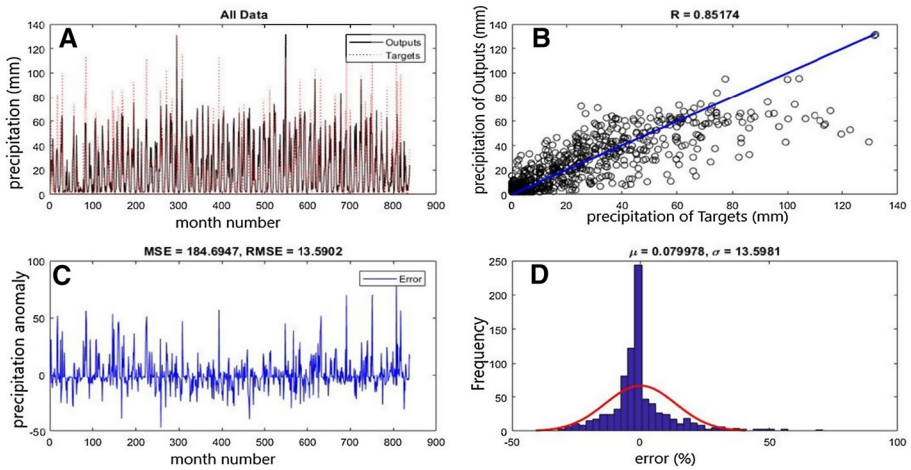 All Data
A
Outputs
Targets
precipitation (mm)
140
120
100
80
60
40
20
0
0 100 200 300 400 500 600 700 800 900
month number
R = 0.85174
B
precipitation of Outputs (mm)
140
120
100
80
60
40
20
0
0 20 40 60 80 100 120 140
precipitation of Targets (mm)
MSE = 184.6947, RMSE = 13.5902
C
Error
precipitation anomaly
100
50
0
-50
0 100 200 300 400 500 600 700 800 900
month number
μ = 0.079978, σ = 13.5981
D
Frequency
250
200
150
100
50
0
-50 0 50 100
error (%)